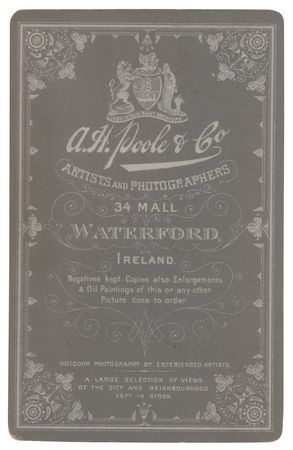 A.H. Poole & Co
ARTISTS AND PHOTOGRAPHERS
34 MALL
WATERFORD
IRELAND.
Negatives kept. Copies also Enlargements
& Oil Paintings of this or any other
Picture done to order
OUTDOOR PHOTOGRAPHY BY EXPERIENCED ARTISTS
A LARGE SELECTION OF VIEWS
OF THE CITY AND NEIGHBOURHOOD
KEPT IN STOCK.